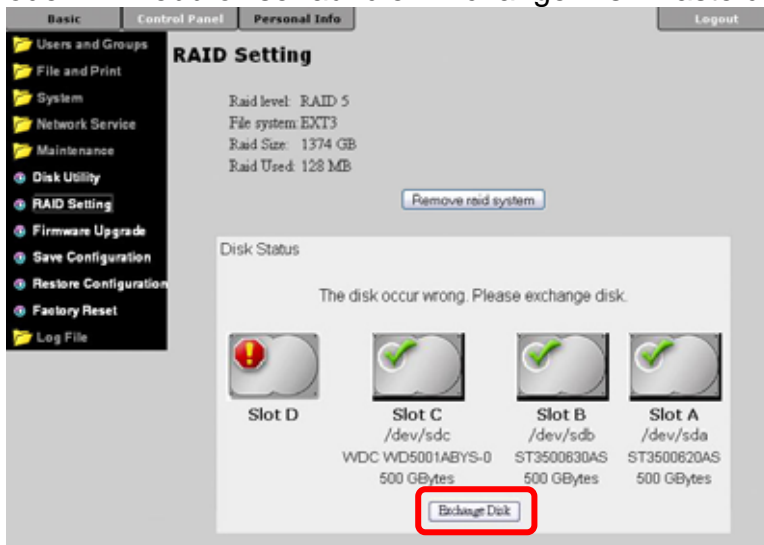 Basic Control Panel Personal Info Logout
Users and Groups
File and Print
System
Network Service
Maintenance
Disk Utility
RAID Setting
Firmware Upgrade
Save Configuration
Restore Configuration
Factory Reset
Log File
RAID Setting
Raid level: RAID 5
File system: EXT3
Raid Size: 1374 GB
Raid Used: 128 MB
Remove raid system
Disk Status
The disk occur wrong. Please exchange disk.
Slot D Slot C Slot B Slot A
/dev/sdc /dev/sdb /dev/sda
WDC WD5001ABYS-0 ST3500630AS ST3500620AS
500 GBytes 500 GBytes 500 GBytes
Exchange Disk